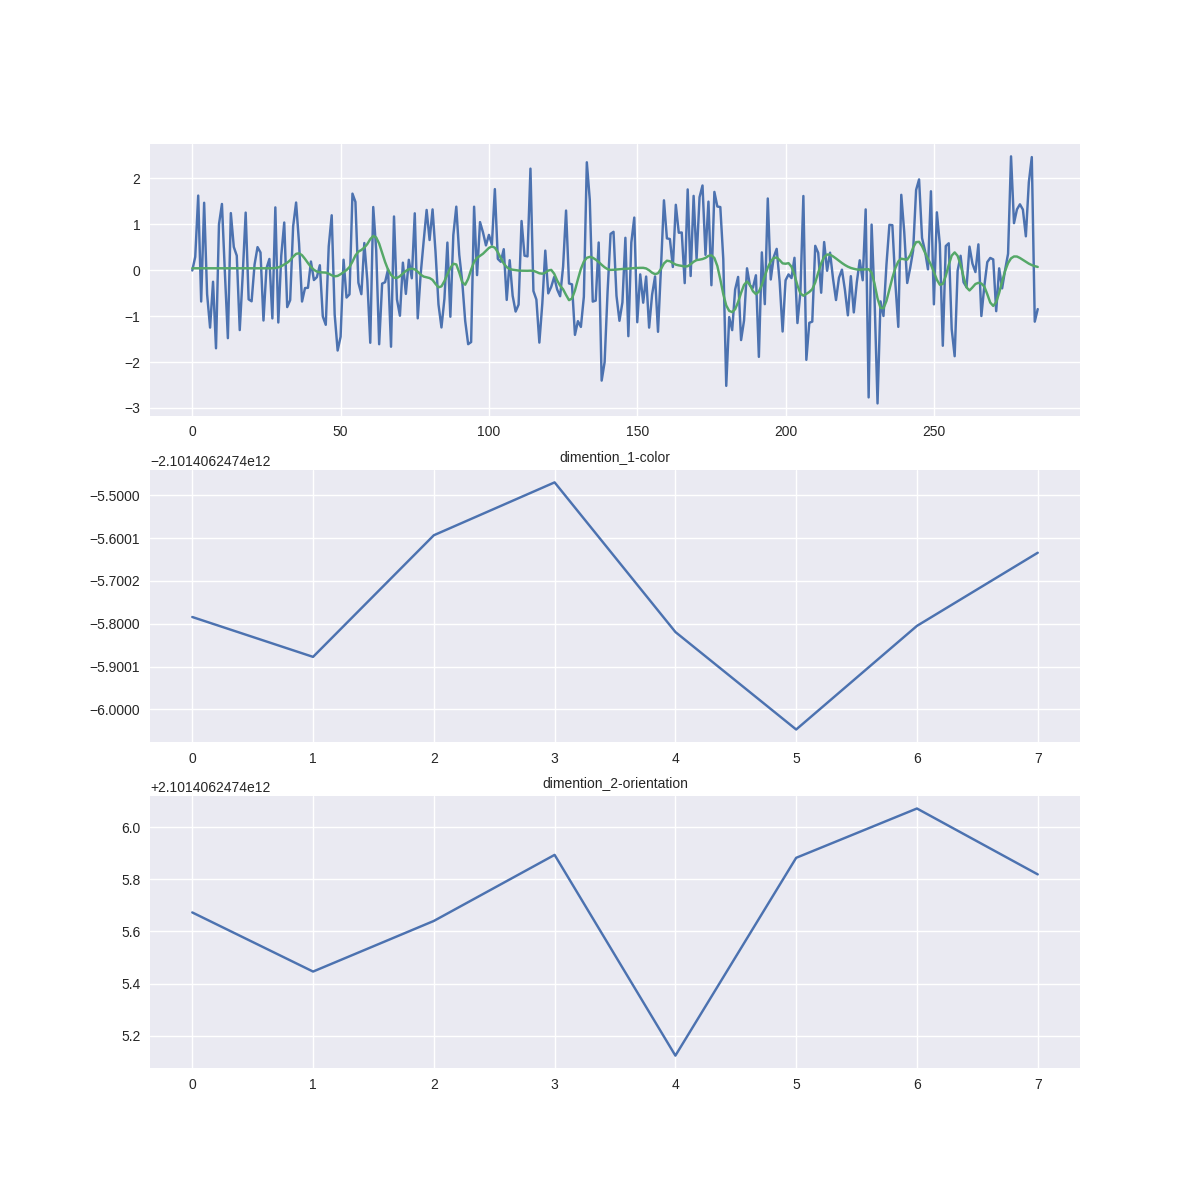 2
1
0
−1
−2
−3
0 50 100 150 200 250
−2.1014062474e12
dimention_1-color
−5.5000
−5.6001
−5.7002
−5.8000
−5.9001
−6.0000
0 1 2 3 4 5 6 7
+2.1014062474e12
dimention_2-orientation
6.0
5.8
5.6
5.4
5.2
0 1 2 3 4 5 6 7